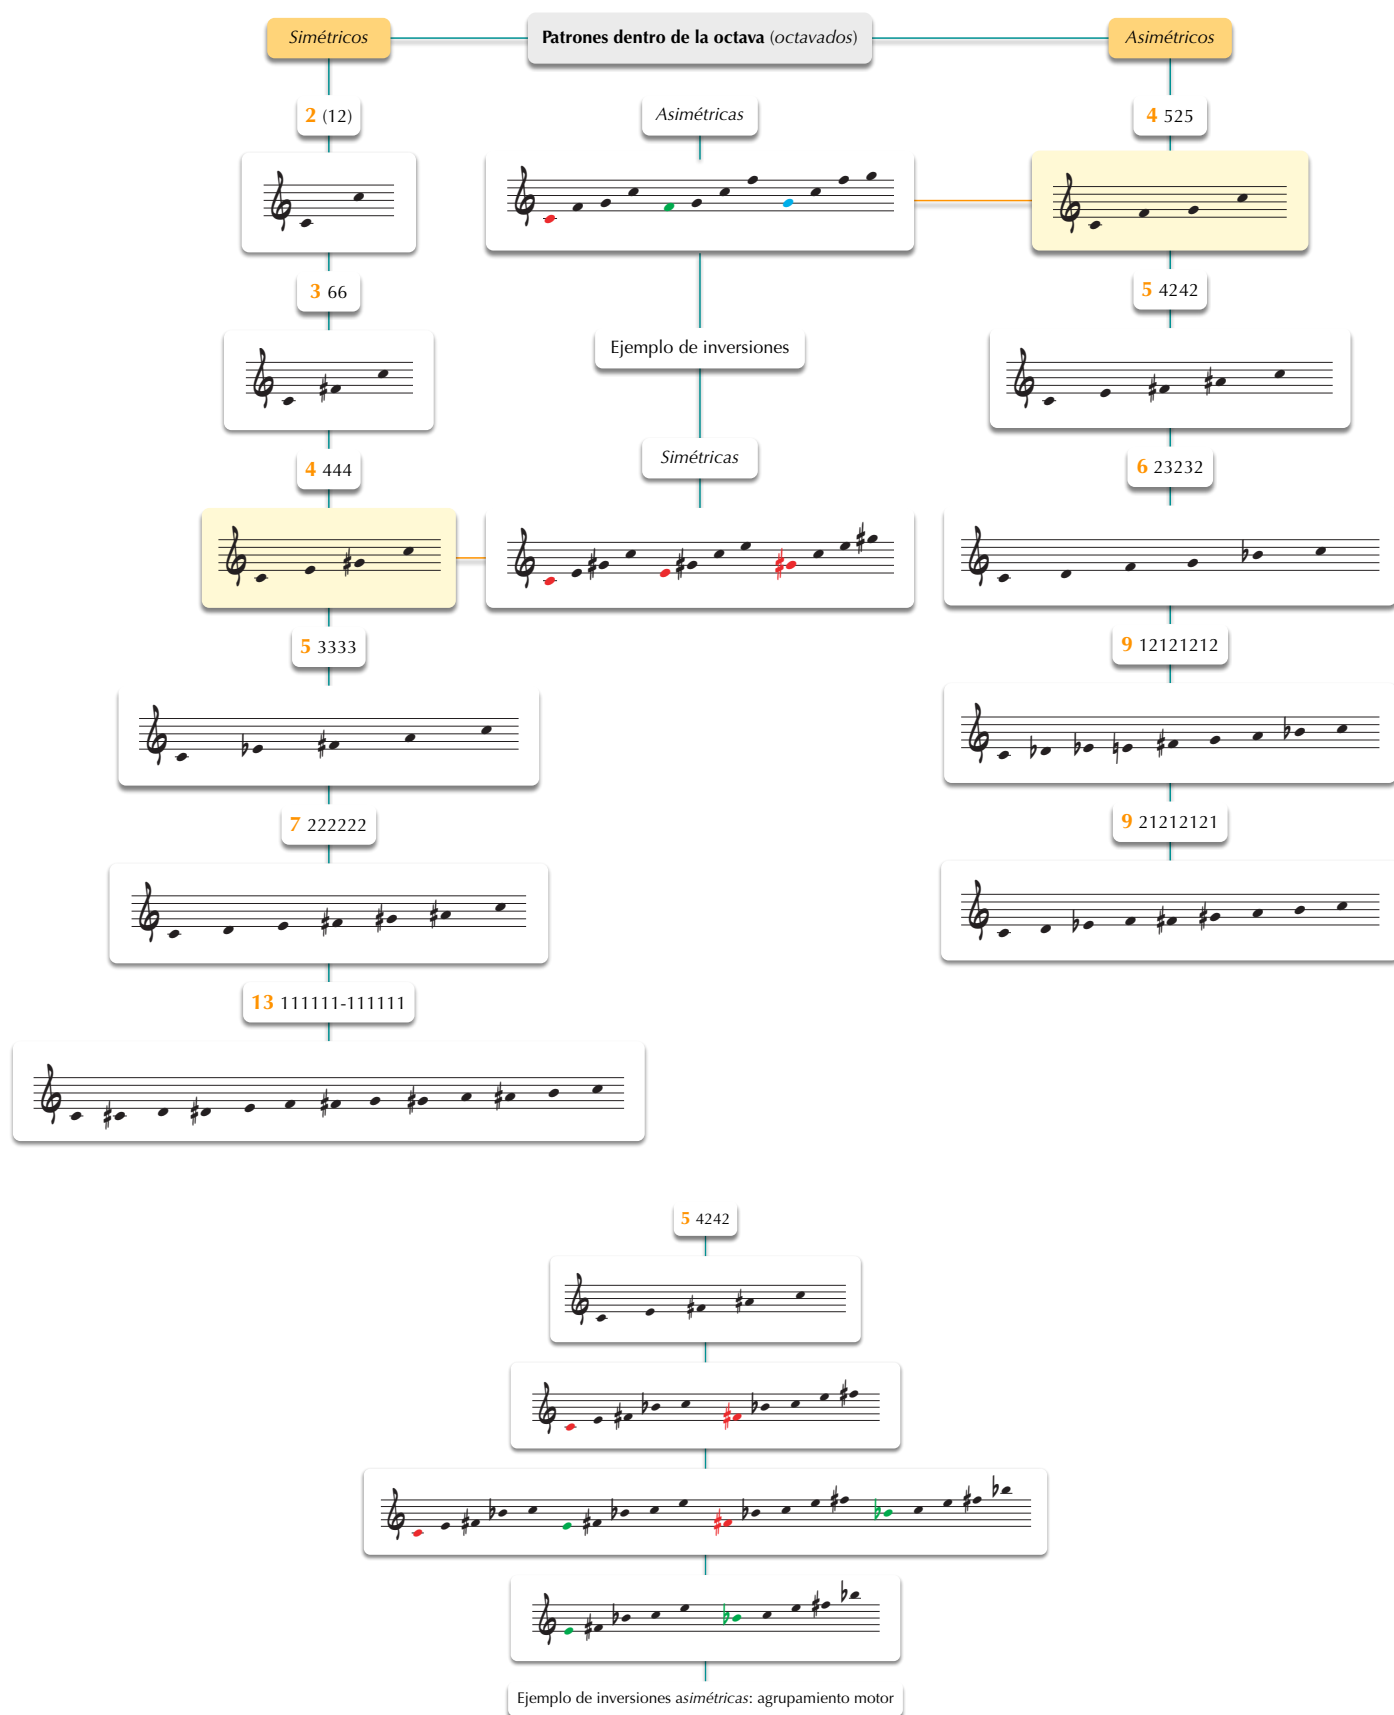 Simétricos
Patrones dentro de la octava (octavados)
Asimétricos
2 (12)
Asimétricas
4 525
3 66
5 4242
Ejemplo de inversiones
4 444
Simétricas
6 23232
5 3333
9 12121212
7 222222
9 21212121
13 111111-111111
5 4242
Ejemplo de inversiones asimétricas: agrupamiento motor